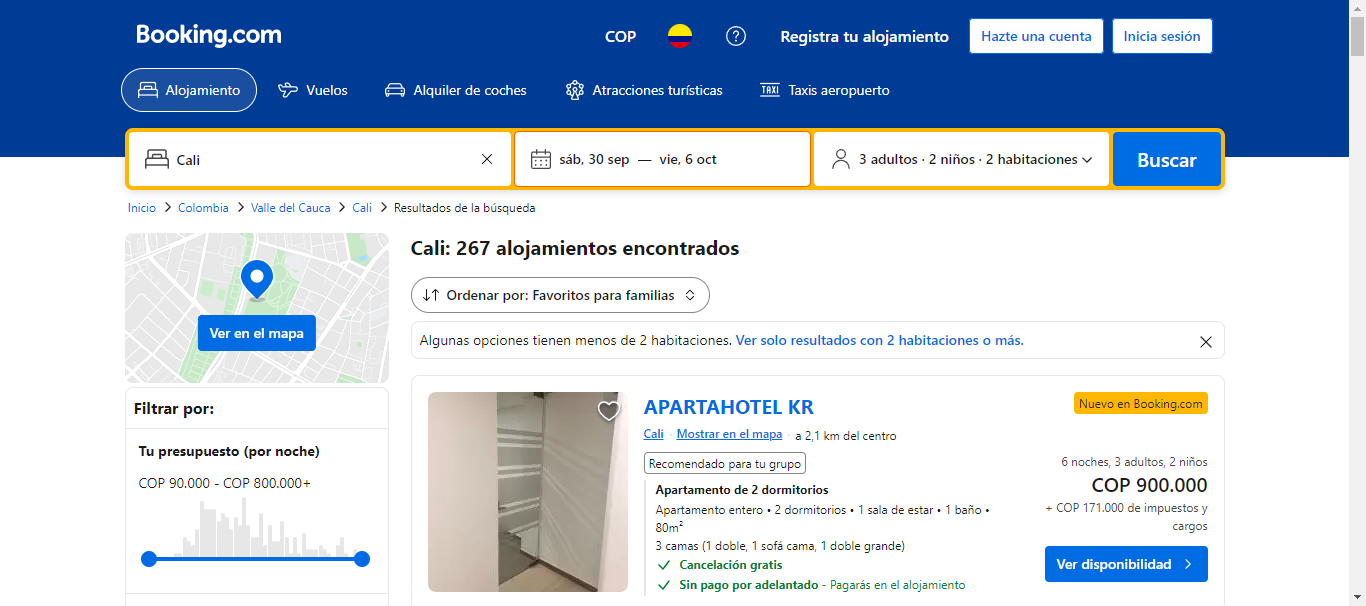 Booking.com
COP
Registra tu alojamiento
Hazte una cuenta
Inicia sesión
Alojamiento
Vuelos
Alquiler de coches
Atracciones turísticas
TAXI
Taxis aeropuerto
Cali
sáb, 30 sep — vie, 6 oct
3 adultos · 2 niños · 2 habitaciones
Buscar
Inicio > Colombia > Valle del Cauca > Cali > Resultados de la búsqueda
Ver en el mapa
Filtrar por:
Tu presupuesto (por noche)
COP 90.000 - COP 800.000+
Cali: 267 alojamientos encontrados
Ordenar por: Favoritos para familias
Algunas opciones tienen menos de 2 habitaciones. Ver solo resultados con 2 habitaciones o más.
APARTAHOTEL KR
Nuevo en Booking.com
Cali · Mostrar en el mapa · a 2,1 km del centro
Recomendado para tu grupo
Apartamento de 2 dormitorios
Apartamento entero • 2 dormitorios • 1 sala de estar • 1 baño •
80m²
3 camas (1 doble, 1 sofá cama, 1 doble grande)
Cancelación gratis
Sin pago por adelantado - Pagarás en el alojamiento
6 noches, 3 adultos, 2 niños
COP 900.000
+ COP 171.000 de impuestos y
cargos
Ver disponibilidad